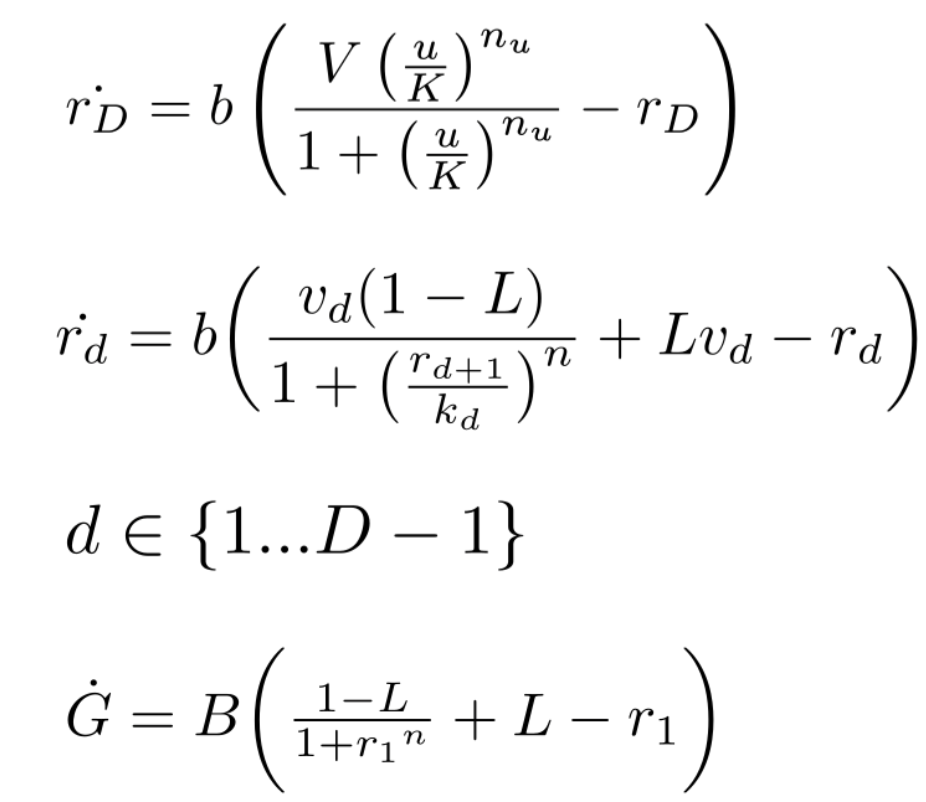 $\dot{r_D} = b\left(\frac{V\left(\frac{u}{K}\right)^{n_u}}{1+\left(\frac{u}{K}\right)^{n_u}} - r_D\right)$
$\dot{r_d} = b\left(\frac{v_d(1-L)}{1+\left(\frac{r_{d+1}}{k_d}\right)^n} + Lv_d - r_d\right)$
$d \in \{1...D-1\}$
$\dot{G} = B\left(\frac{1-L}{1+{r_1}^n} + L - r_1\right)$